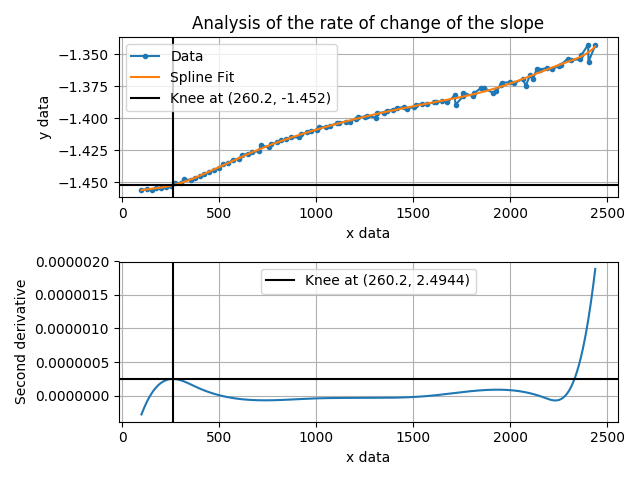 Analysis of the rate of change of the slope
Data
Spline Fit
Knee at (260.2, -1.452)
y data
−1.350
−1.375
−1.400
−1.425
−1.450
0 500 1000 1500 2000 2500
x data
Knee at (260.2, 2.4944)
Second derivative
0.0000020
0.0000015
0.0000010
0.0000005
0.0000000
0 500 1000 1500 2000 2500
x data